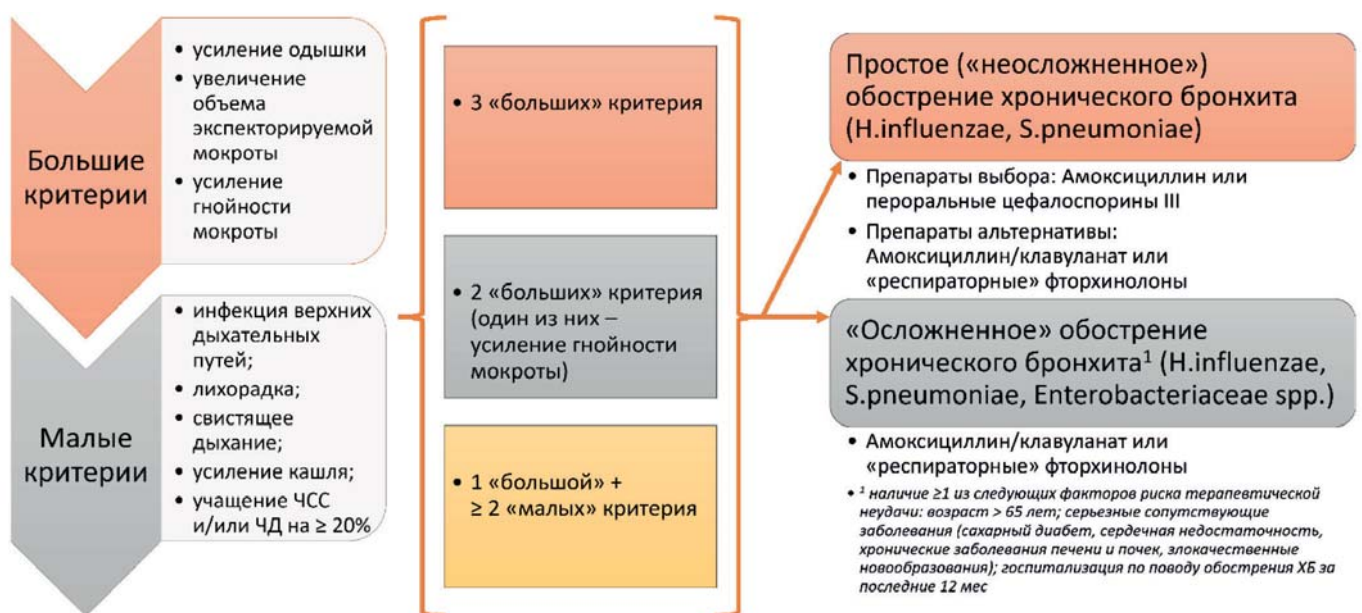 Большие
критерии
• усиление одышки
• увеличение
объема
экспекторируемой
мокроты
• усиление
гнойности
мокроты
Малые
критерии
• инфекция верхних
дыхательных
путей;
• лихорадка;
• свистящее
дыхание;
• усиление кашля;
• учащение ЧСС
и/или ЧД на ≥ 20%
• 3 «больших» критерия
• 2 «больших» критерия
(один из них –
усиление гнойности
мокроты)
• 1 «большой» +
≥ 2 «малых» критерия
Простое («неосложненное»)
обострение хронического бронхита
(H.influenzae, S.pneumoniae)
• Препараты выбора: Амоксициллин или
пероральные цефалоспорины III
• Препараты альтернативы:
Амоксициллин/клавуланат или
«респираторные» фторхинолоны
«Осложненное» обострение
хронического бронхита¹ (H.influenzae,
S.pneumoniae, Enterobacteriaceae spp.)
• Амоксициллин/клавуланат или
«респираторные» фторхинолоны
• ¹ наличие ≥1 из следующих факторов риска терапевтической
неудачи: возраст > 65 лет; серьезные сопутствующие
заболевания (сахарный диабет, сердечная недостаточность,
хронические заболевания печени и почек, злокачественные
новообразования); госпитализация по поводу обострения ХБ за
последние 12 мес